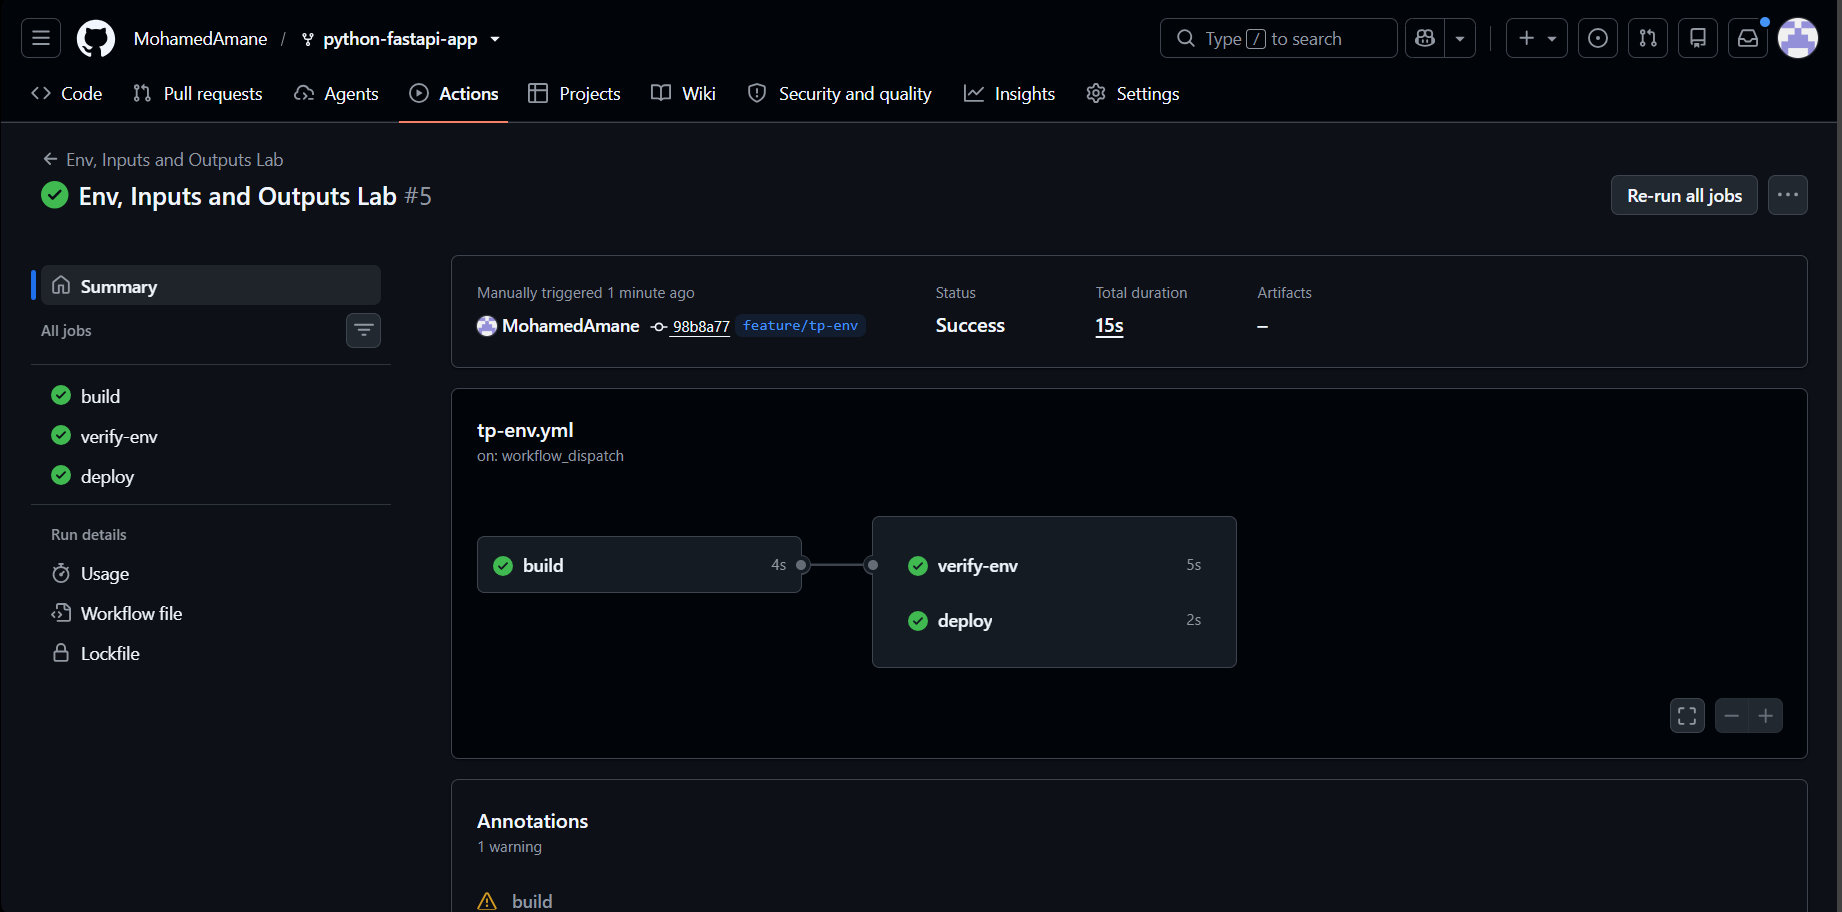 MohamedAmane / python-fastapi-app
Type / to search
Code Pull requests Agents Actions Projects Wiki Security and quality Insights Settings
Env, Inputs and Outputs Lab
Env, Inputs and Outputs Lab #5
Re-run all jobs
Summary
All jobs
build
verify-env
deploy
Run details
Usage
Workflow file
Lockfile
Manually triggered 1 minute ago
MohamedAmane 98b8a77 feature/tp-env
Status
Success
Total duration
15s
Artifacts
–
tp-env.yml
on: workflow_dispatch
build 4s
verify-env 5s
deploy 2s
Annotations
1 warning
build